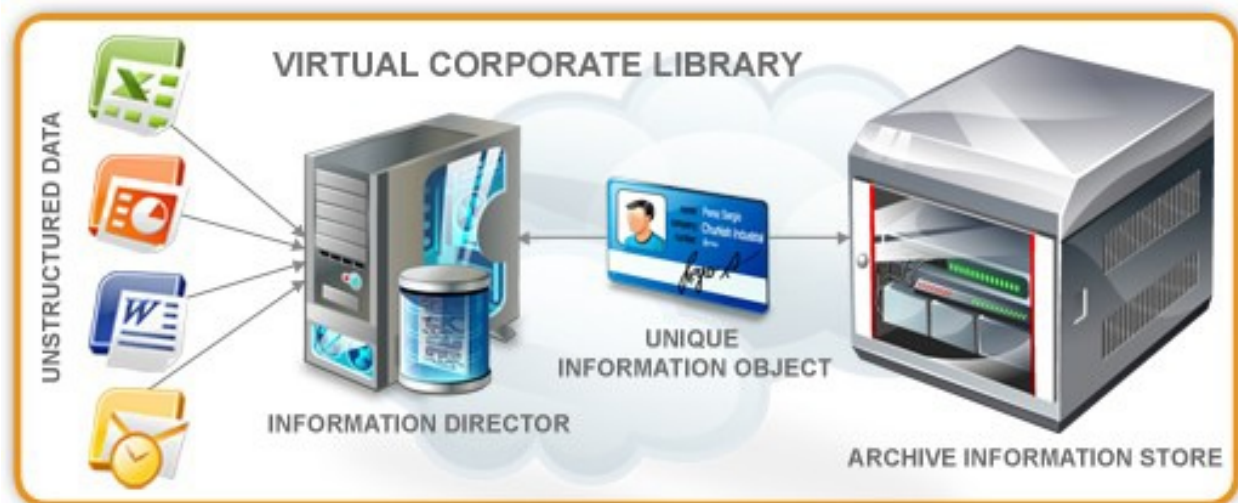 VIRTUAL CORPORATE LIBRARY
UNSTRUCTURED DATA
X
W
INFORMATION DIRECTOR
UNIQUE
INFORMATION OBJECT
ARCHIVE INFORMATION STORE